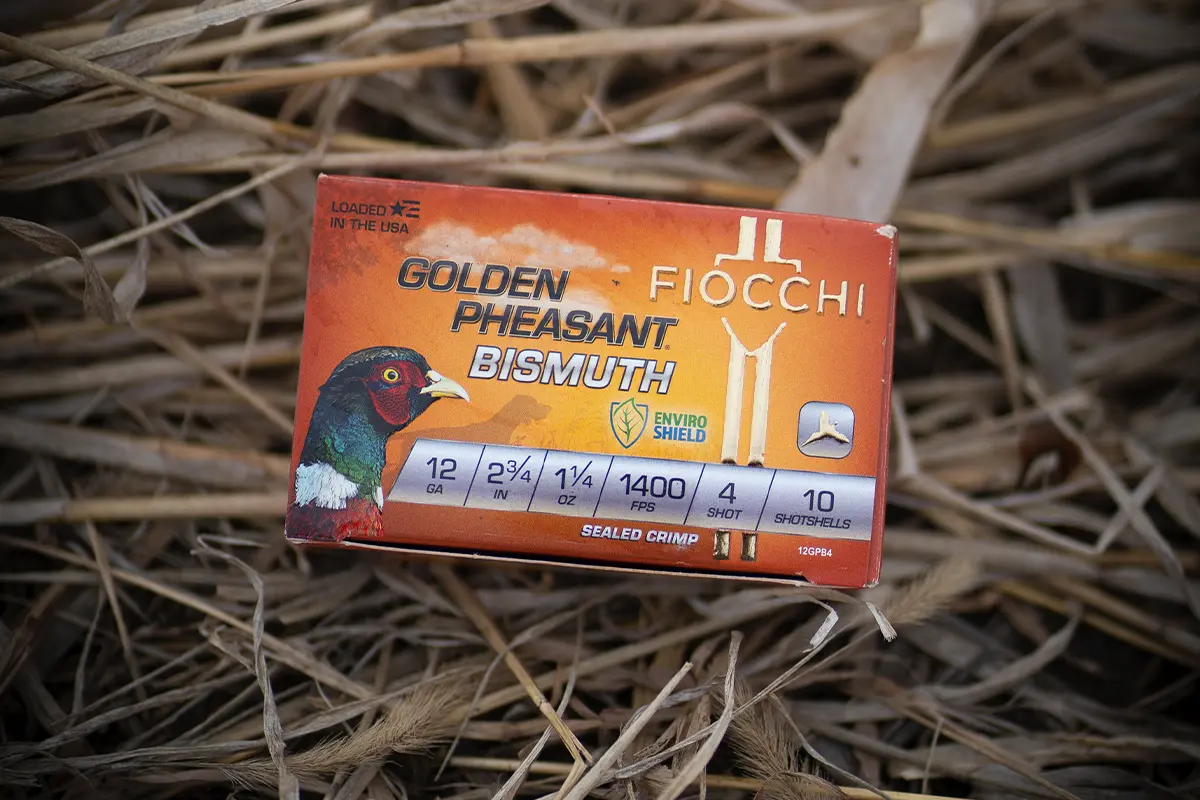 LOADED
IN THE USA
GOLDEN
PHEASANT
BISMUTH
FIOCCHI
ENVIRO
SHIELD
12 2¾ 1¼ 1400 4 10
GA IN OZ FPS SHOT SHOTSHELLS
SEALED CRIMP
12GPB4